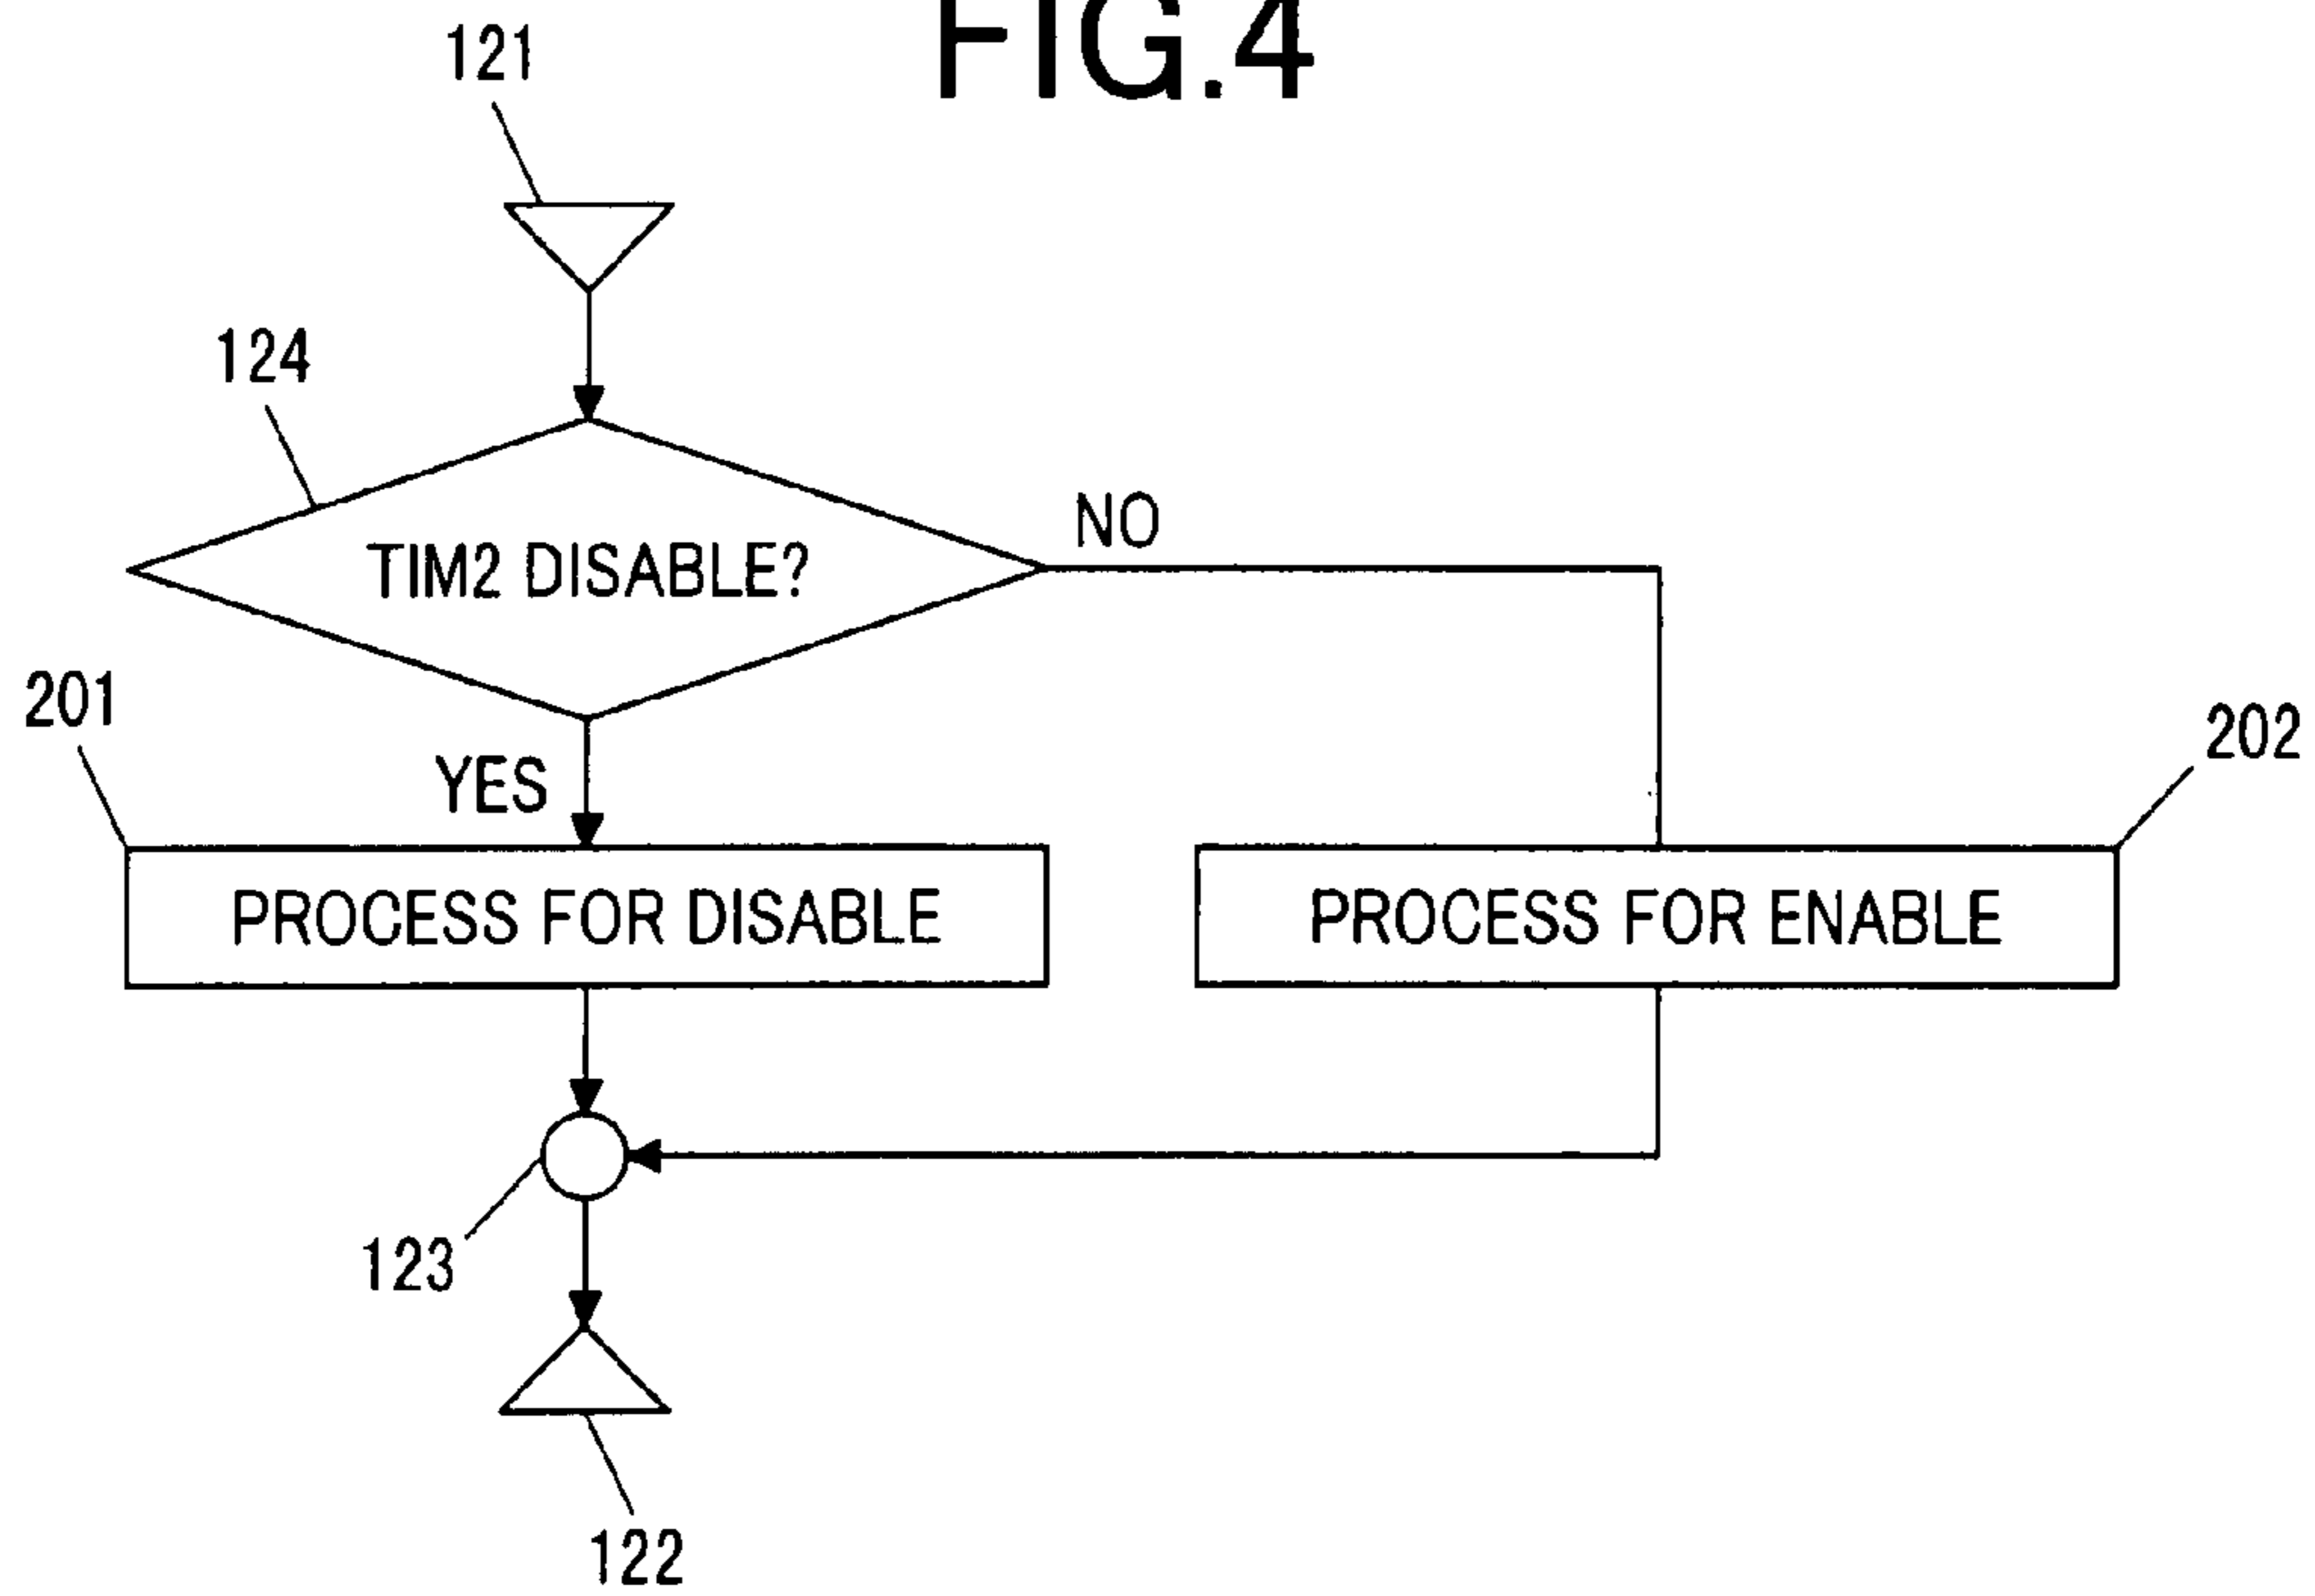 FIG.4
121
124
NO
TIM2 DISABLE?
201
202
YES
PROCESS FOR DISABLE
PROCESS FOR ENABLE
123
122